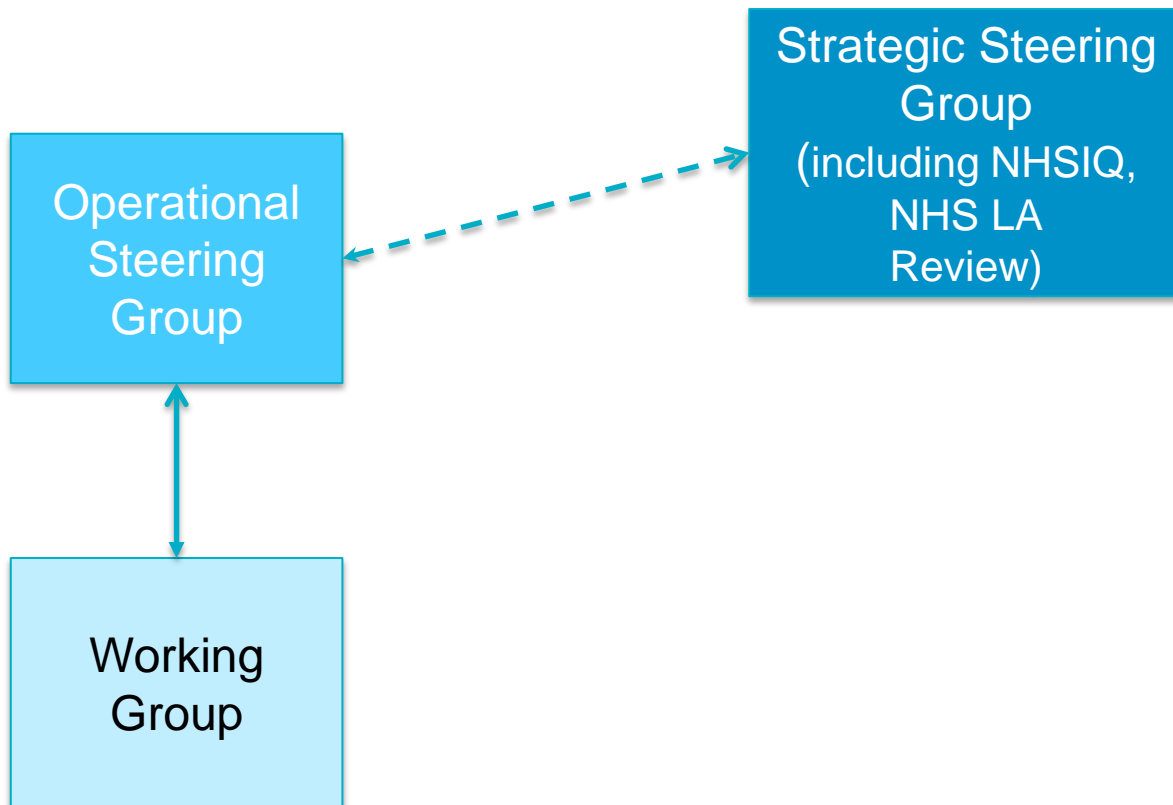 Strategic Steering
Group
(including NHSIQ,
NHS LA
Review)
Operational
Steering
Group
Working
Group